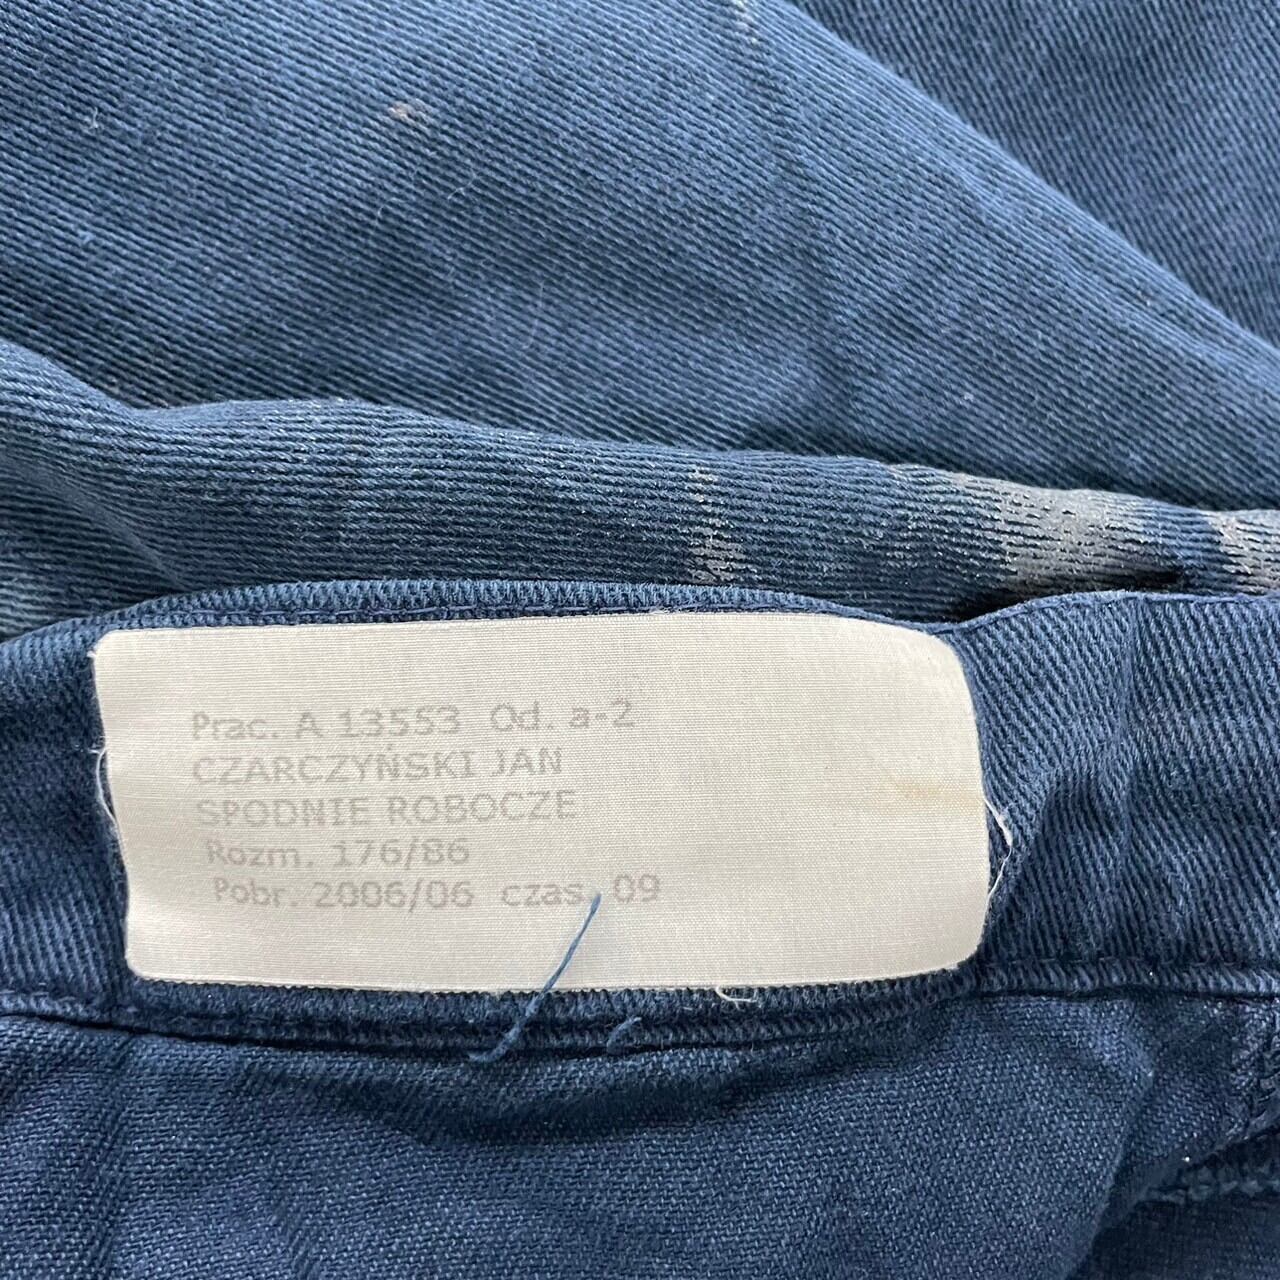 Prac. A 13553 Od. a-2
CZARCZYŃSKI JAN
SPODNIE ROBOCZE
Rozm. 176/86
Pobr. 2006/06 czas. 09